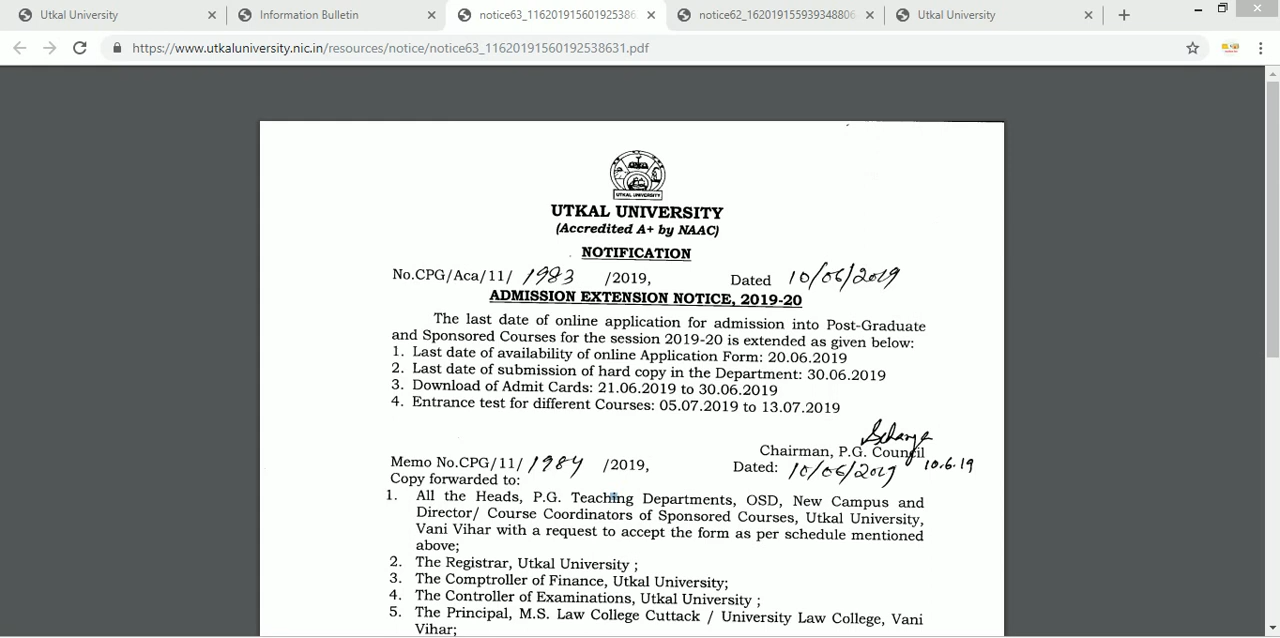 Utkal University
Information Bulletin
notice63_116201915601925386
notice62_162019155939348806
Utkal University
https://www.utkaluniversity.nic.in/resources/notice/notice63_11620191560192538631.pdf
UTKAL UNIVERSITY
UTKAL UNIVERSITY
(Accredited A+ by NAAC)
NOTIFICATION
No.CPG/Aca/11/ 1983 /2019, Dated 10/06/2019
ADMISSION EXTENSION NOTICE, 2019-20
The last date of online application for admission into Post-Graduate
and Sponsored Courses for the session 2019-20 is extended as given below:
1. Last date of availability of online Application Form: 20.06.2019
2. Last date of submission of hard copy in the Department: 30.06.2019
3. Download of Admit Cards: 21.06.2019 to 30.06.2019
4. Entrance test for different Courses: 05.07.2019 to 13.07.2019
Chairman, P.G. Council
10.6.19
Memo No.CPG/11/ 1984 /2019, Dated: 10/06/2019
Copy forwarded to:
1. All the Heads, P.G. Teaching Departments, OSD, New Campus and
Director/ Course Coordinators of Sponsored Courses, Utkal University,
Vani Vihar with a request to accept the form as per schedule mentioned
above;
2. The Registrar, Utkal University ;
3. The Comptroller of Finance, Utkal University;
4. The Controller of Examinations, Utkal University ;
5. The Principal, M.S. Law College Cuttack / University Law College, Vani
Vihar;